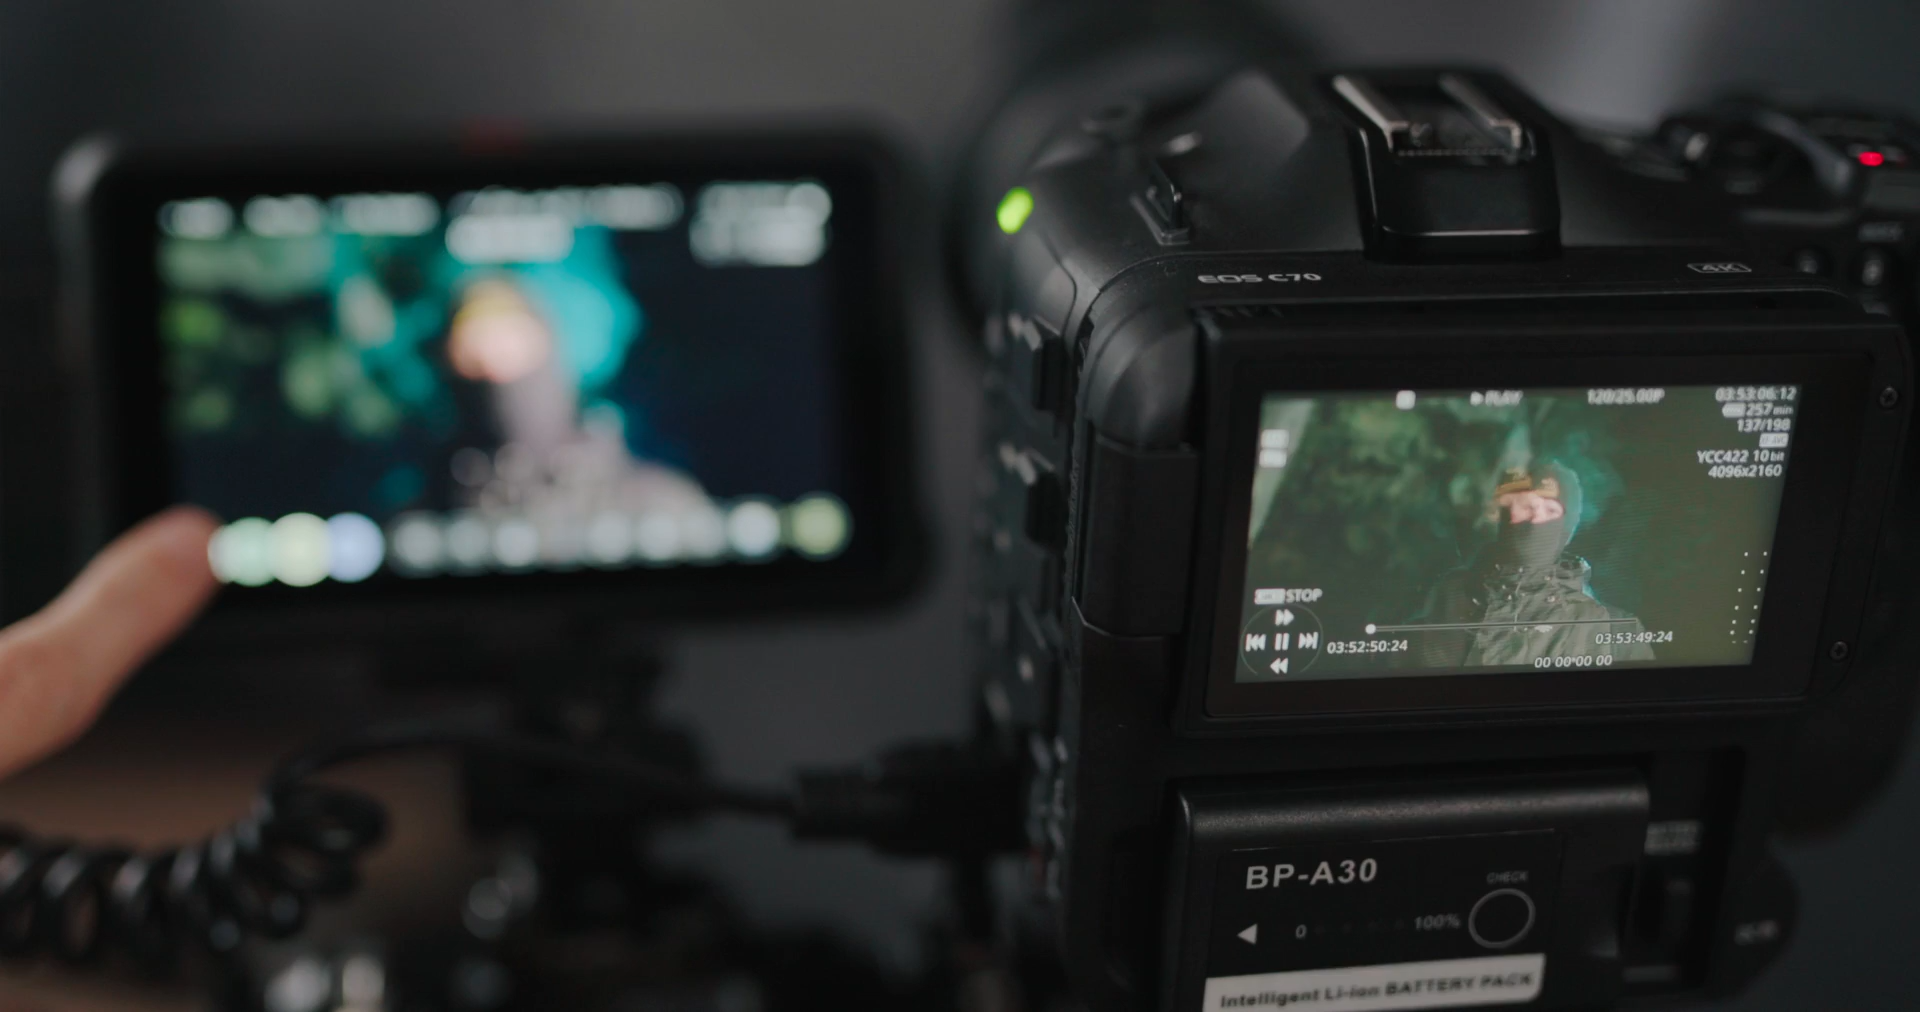 EOS C70
4K
PLAY 120/25.00P 03:53:06:12
257 min
137/198
YCC422 10 bit
4096x2160
STOP
03:52:50:24 03:53:49:24
00 00 00 00
BP-A30
CHECK
0 100%
Intelligent Li-ion BATTERY PACK